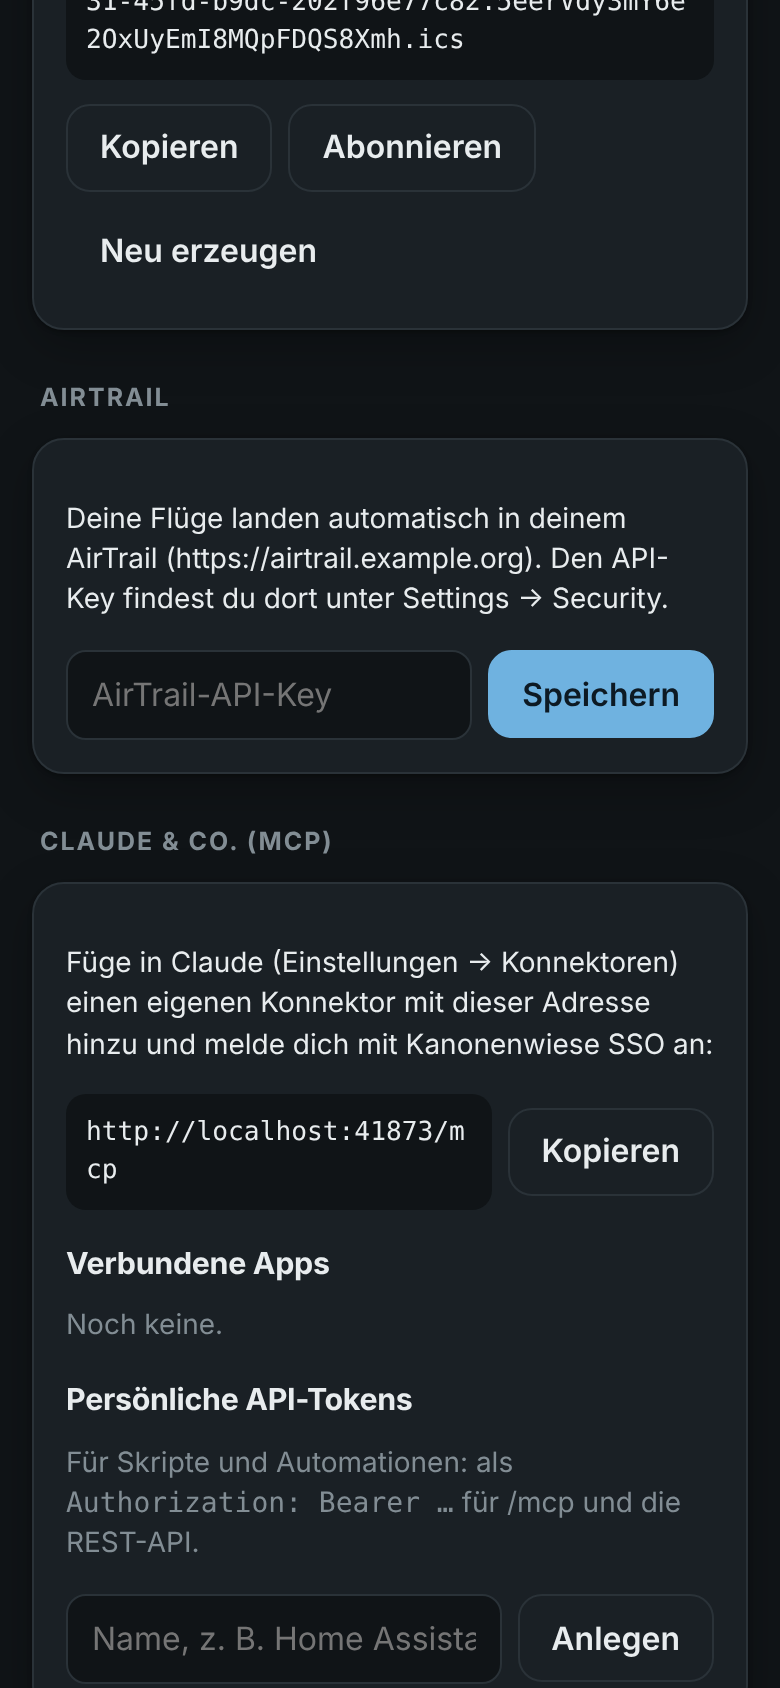 2OxUyEmI8MQpFDQS8Xmh.ics
Kopieren
Abonnieren
Neu erzeugen
AIRTRAIL
Deine Flüge landen automatisch in deinem
AirTrail (https://airtrail.example.org). Den API-
Key findest du dort unter Settings → Security.
AirTrail-API-Key
Speichern
CLAUDE & CO. (MCP)
Füge in Claude (Einstellungen → Konnektoren)
einen eigenen Konnektor mit dieser Adresse
hinzu und melde dich mit Kanonenwiese SSO an:
http://localhost:41873/m
cp
Kopieren
Verbundene Apps
Noch keine.
Persönliche API-Tokens
Für Skripte und Automationen: als
Authorization: Bearer … für /mcp und die
REST-API.
Name, z. B. Home Assista
Anlegen